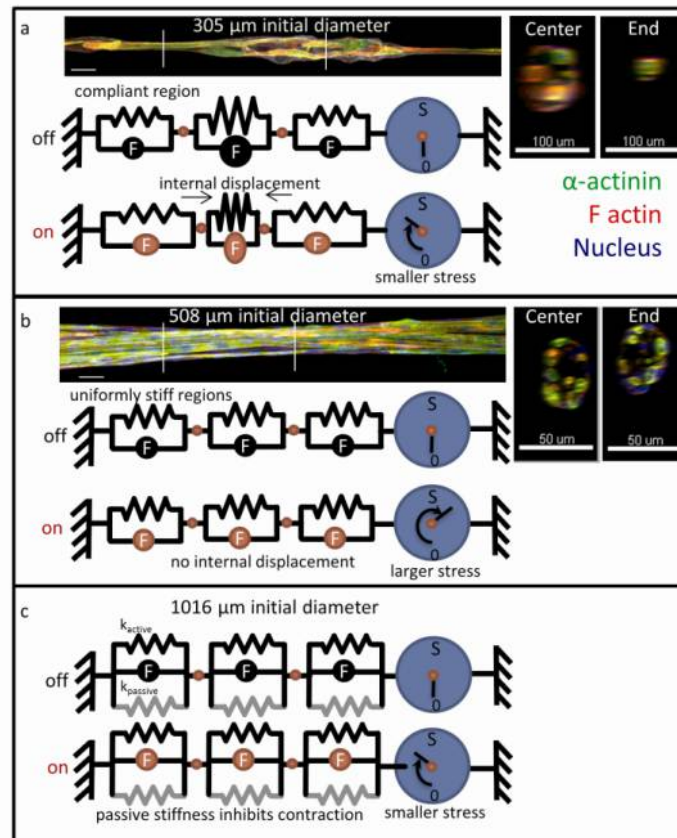 a
305 µm initial diameter
Center
End
100 um
100 um
compliant region
off
F
F
F
S
0
α-actinin
F actin
Nucleus
internal displacement
on
F
F
F
S
0
smaller stress
b
508 µm initial diameter
Center
End
50 um
50 um
uniformly stiff regions
off
F
F
F
S
0
on
F
F
F
S
0
no internal displacement
larger stress
c
1016 µm initial diameter
kactive
off
F
F
F
S
0
kpassive
on
F
F
F
S
0
passive stiffness inhibits contraction
smaller stress